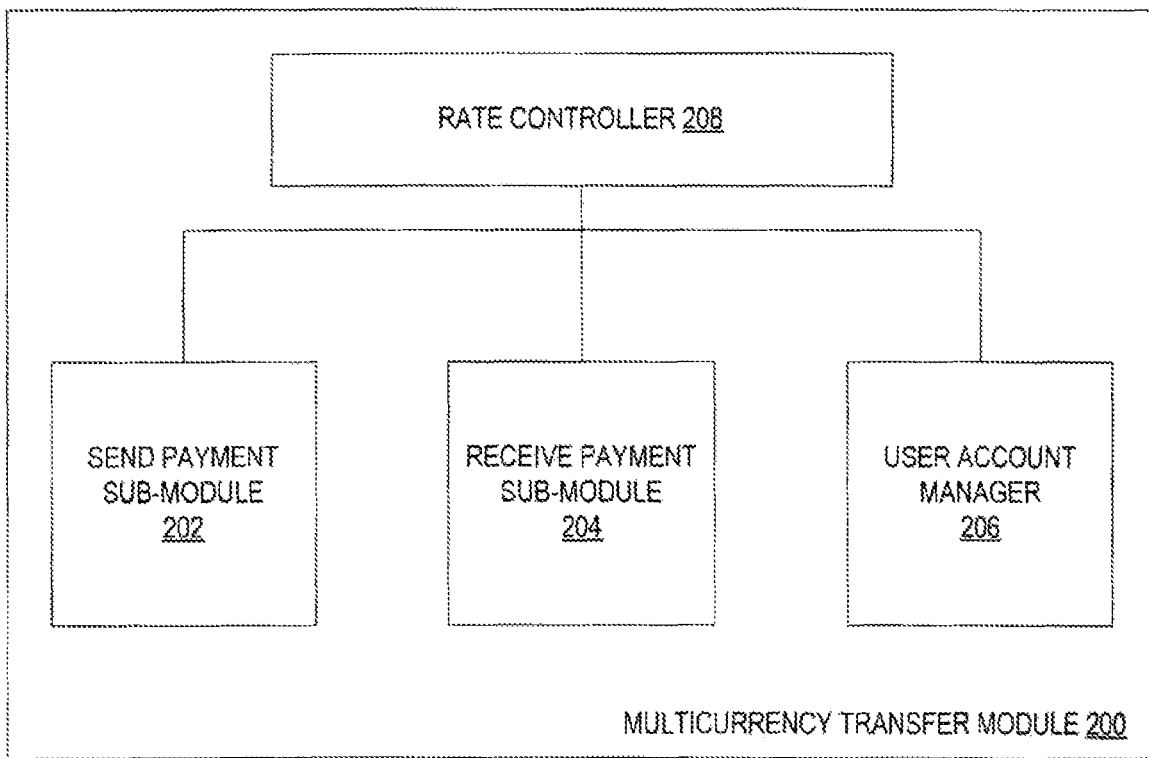 RATE CONTROLLER 208
SEND PAYMENT
SUB-MODULE
202
RECEIVE PAYMENT
SUB-MODULE
204
USER ACCOUNT
MANAGER
206
MULTICURRENCY TRANSFER MODULE 200